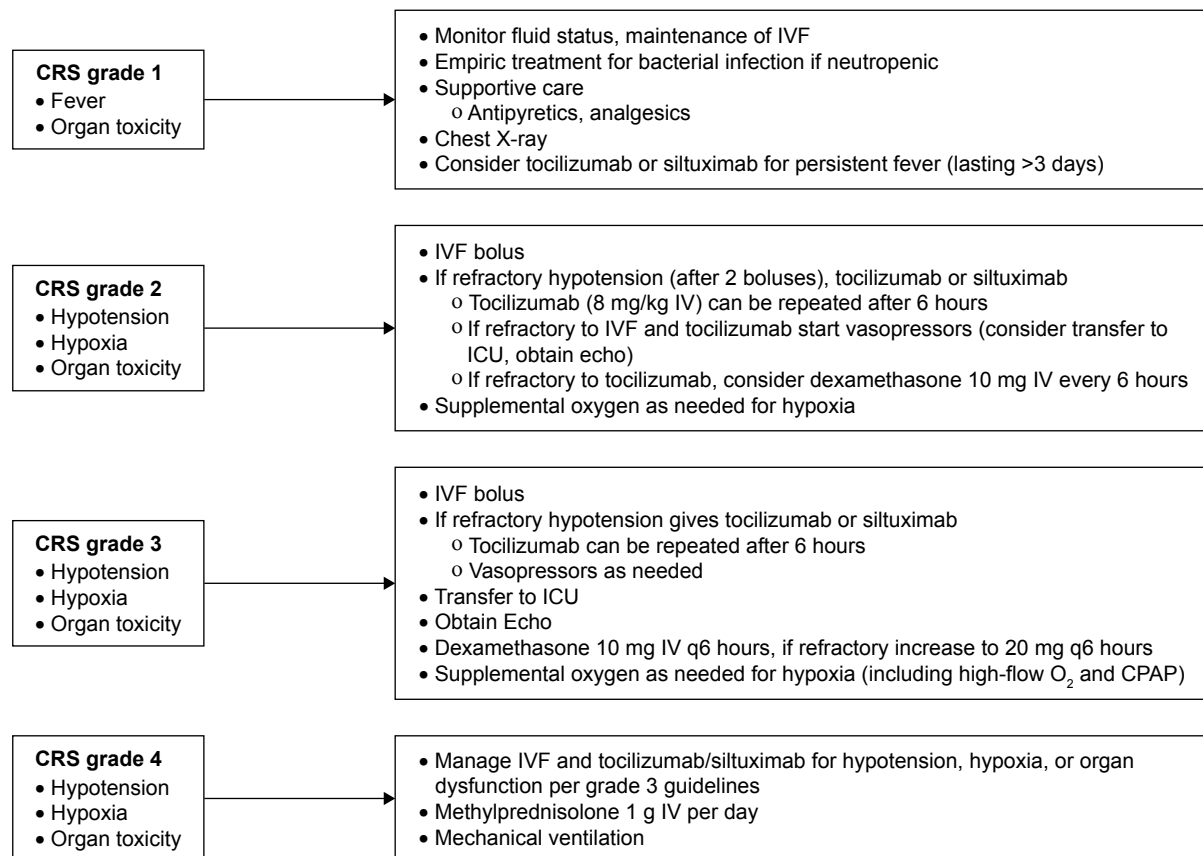 CRS grade 1
• Fever
• Organ toxicity
• Monitor fluid status, maintenance of IVF
• Empiric treatment for bacterial infection if neutropenic
• Supportive care
o Antipyretics, analgesics
• Chest X-ray
• Consider tocilizumab or siltuximab for persistent fever (lasting >3 days)
CRS grade 2
• Hypotension
• Hypoxia
• Organ toxicity
• IVF bolus
• If refractory hypotension (after 2 boluses), tocilizumab or siltuximab
o Tocilizumab (8 mg/kg IV) can be repeated after 6 hours
o If refractory to IVF and tocilizumab start vasopressors (consider transfer to
ICU, obtain echo)
o If refractory to tocilizumab, consider dexamethasone 10 mg IV every 6 hours
• Supplemental oxygen as needed for hypoxia
CRS grade 3
• Hypotension
• Hypoxia
• Organ toxicity
• IVF bolus
• If refractory hypotension gives tocilizumab or siltuximab
o Tocilizumab can be repeated after 6 hours
o Vasopressors as needed
• Transfer to ICU
• Obtain Echo
• Dexamethasone 10 mg IV q6 hours, if refractory increase to 20 mg q6 hours
• Supplemental oxygen as needed for hypoxia (including high-flow O₂ and CPAP)
CRS grade 4
• Hypotension
• Hypoxia
• Organ toxicity
• Manage IVF and tocilizumab/siltuximab for hypotension, hypoxia, or organ
dysfunction per grade 3 guidelines
• Methylprednisolone 1 g IV per day
• Mechanical ventilation